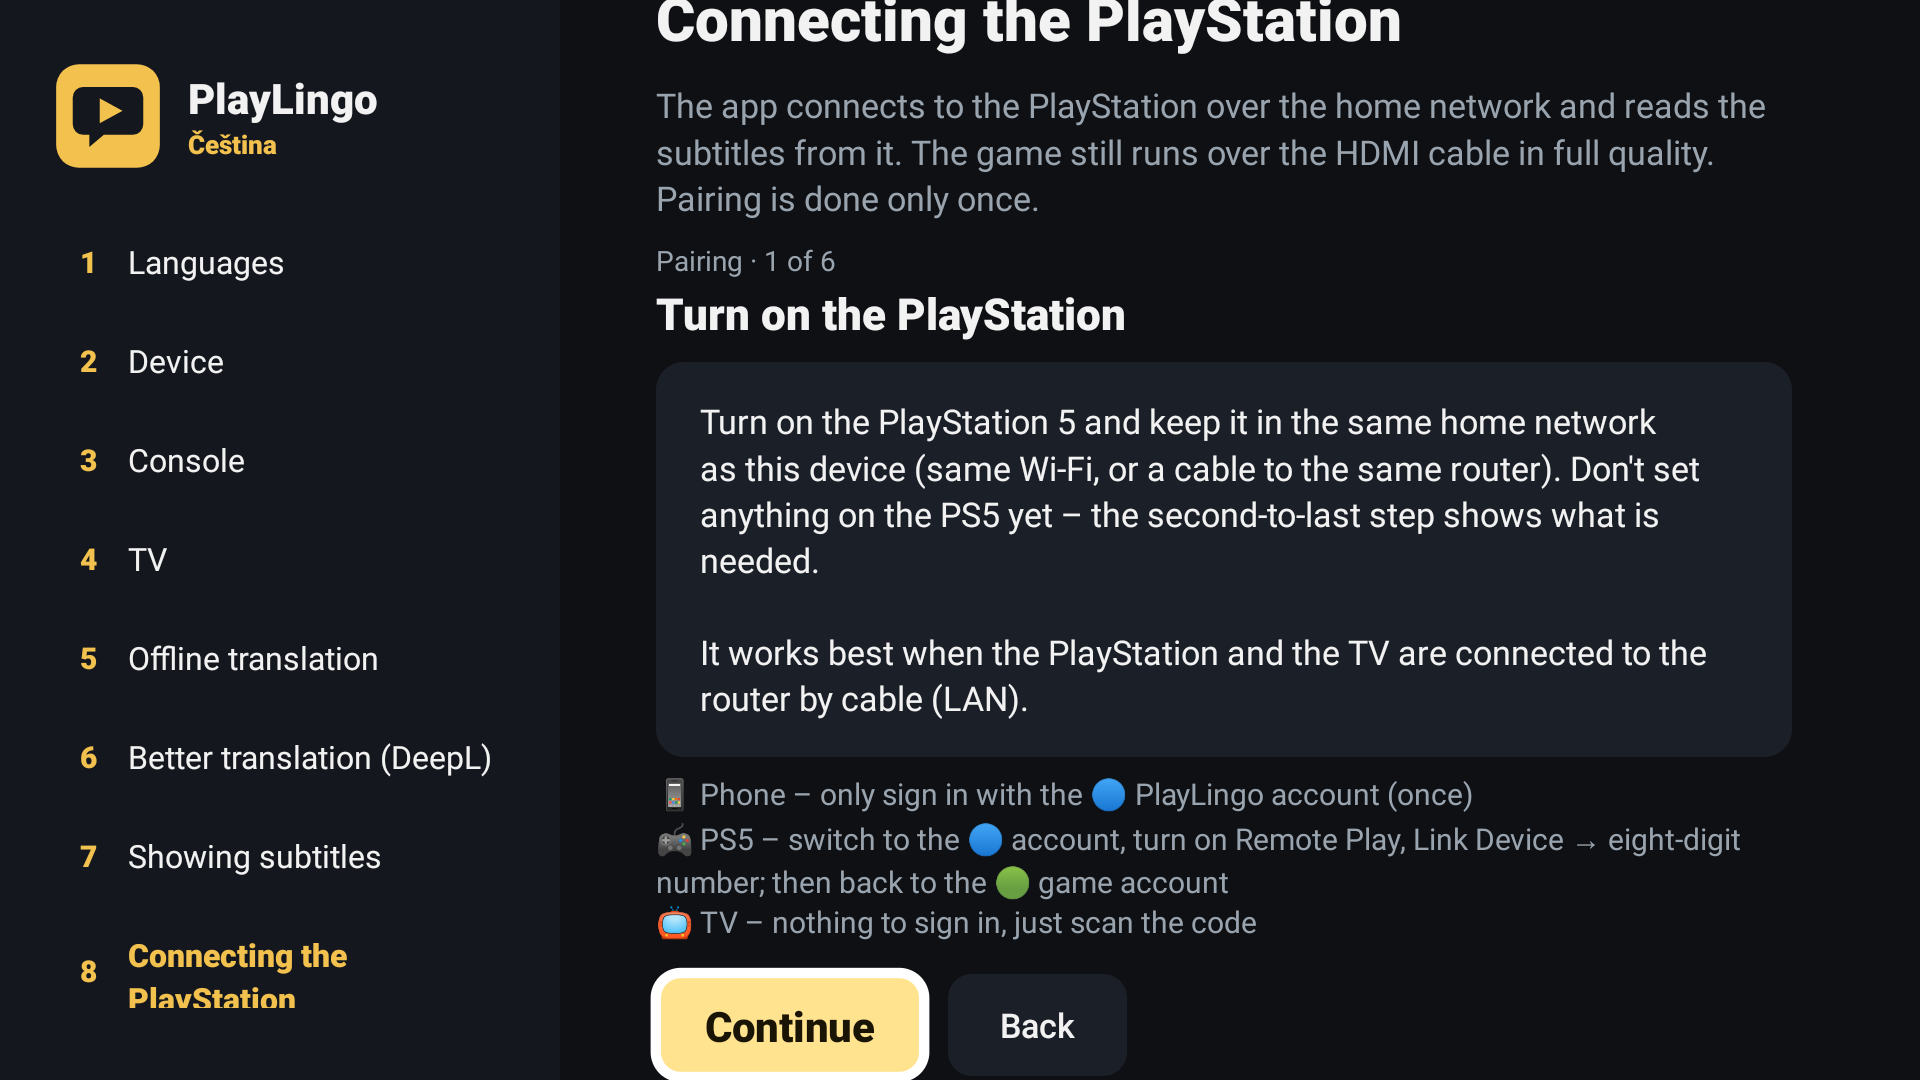 PlayLingo
Čeština
1 Languages
2 Device
3 Console
4 TV
5 Offline translation
6 Better translation (DeepL)
7 Showing subtitles
8 Connecting the
PlayStation
Connecting the PlayStation
The app connects to the PlayStation over the home network and reads the
subtitles from it. The game still runs over the HDMI cable in full quality.
Pairing is done only once.
Pairing · 1 of 6
Turn on the PlayStation
Turn on the PlayStation 5 and keep it in the same home network
as this device (same Wi-Fi, or a cable to the same router). Don't set
anything on the PS5 yet – the second-to-last step shows what is
needed.
It works best when the PlayStation and the TV are connected to the
router by cable (LAN).
Phone – only sign in with the 🔵 PlayLingo account (once)
🎮 PS5 – switch to the 🔵 account, turn on Remote Play, Link Device → eight-digit
number; then back to the 🟢 game account
📺 TV – nothing to sign in, just scan the code
Continue
Back